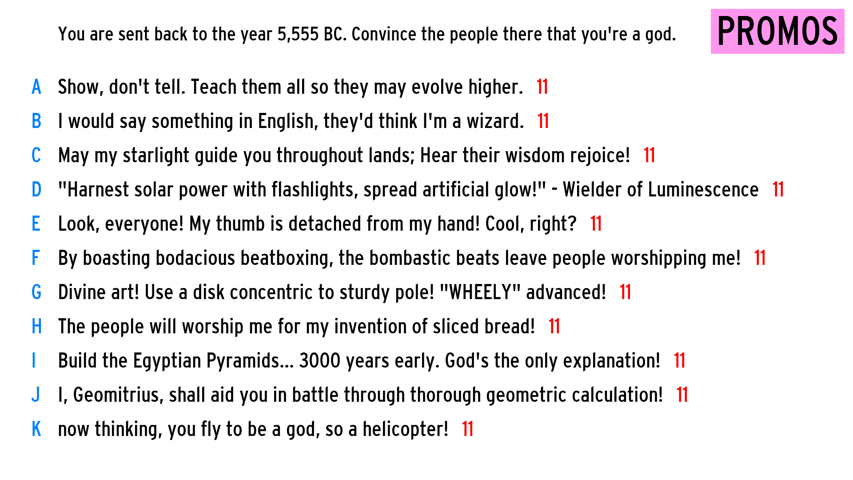 You are sent back to the year 5,555 BC. Convince the people there that you're a god.
PROMOS
A Show, don't tell. Teach them all so they may evolve higher. 11
B I would say something in English, they'd think I'm a wizard. 11
C May my starlight guide you throughout lands; Hear their wisdom rejoice! 11
D "Harnest solar power with flashlights, spread artificial glow!" - Wielder of Luminescence 11
E Look, everyone! My thumb is detached from my hand! Cool, right? 11
F By boasting bodacious beatboxing, the bombastic beats leave people worshipping me! 11
G Divine art! Use a disk concentric to sturdy pole! "WHEELY" advanced! 11
H The people will worship me for my invention of sliced bread! 11
I Build the Egyptian Pyramids... 3000 years early. God's the only explanation! 11
J I, Geomitrius, shall aid you in battle through thorough geometric calculation! 11
K now thinking, you fly to be a god, so a helicopter! 11